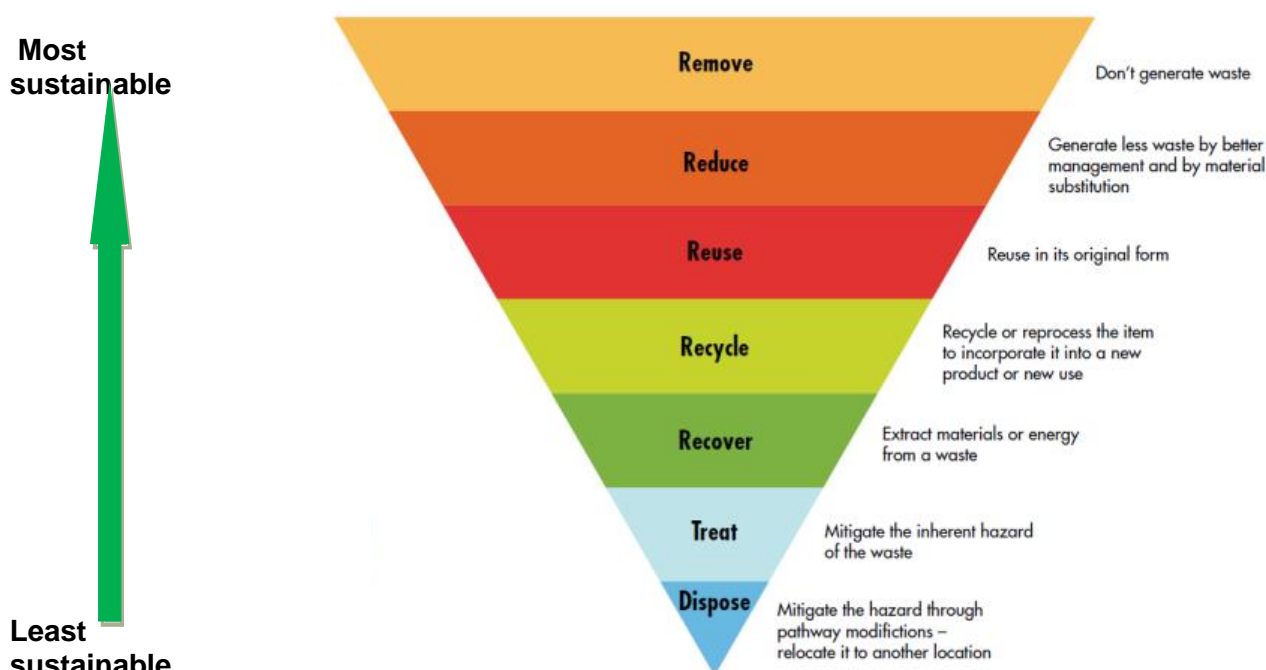 Most
sustainable
Remove
Don't generate waste
Reduce
Generate less waste by better
management and by material
substitution
Reuse
Reuse in its original form
Recycle
Recycle or reprocess the item
to incorporate it into a new
product or new use
Recover
Extract materials or energy
from a waste
Treat
Mitigate the inherent hazard
of the waste
Dispose
Mitigate the hazard through
pathway modifictions –
relocate it to another location
Least
sustainable